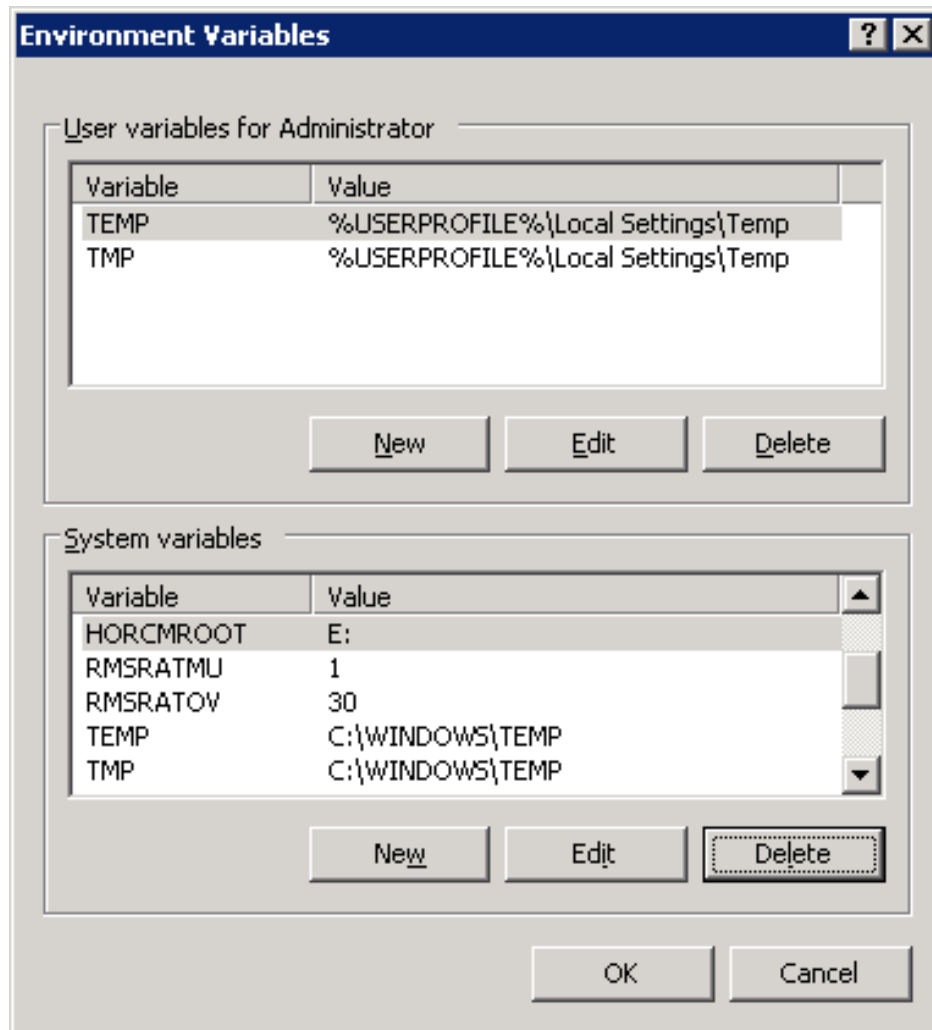 Environment Variables
User variables for Administrator
Variable Value
TEMP %USERPROFILE%\Local Settings\Temp
TMP %USERPROFILE%\Local Settings\Temp
New Edit Delete
System variables
Variable Value
HORCMROOT E:
RMSRATMU 1
RMSRATOV 30
TEMP C:\WINDOWS\TEMP
TMP C:\WINDOWS\TEMP
New Edit Delete
OK Cancel